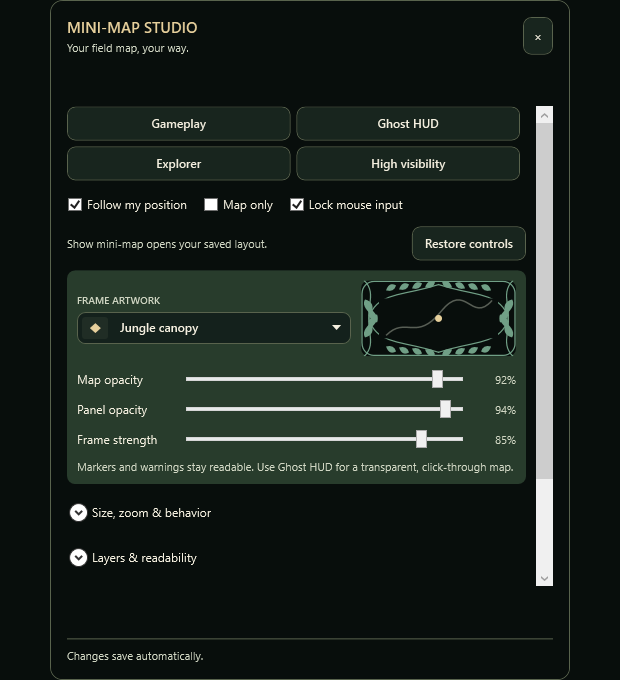 MINI-MAP STUDIO
Your field map, your way.
×
Gameplay
Ghost HUD
Explorer
High visibility
Follow my position
Map only
Lock mouse input
Show mini-map opens your saved layout.
Restore controls
FRAME ARTWORK
Jungle canopy
Map opacity
92%
Panel opacity
94%
Frame strength
85%
Markers and warnings stay readable. Use Ghost HUD for a transparent, click-through map.
Size, zoom & behavior
Layers & readability
Changes save automatically.